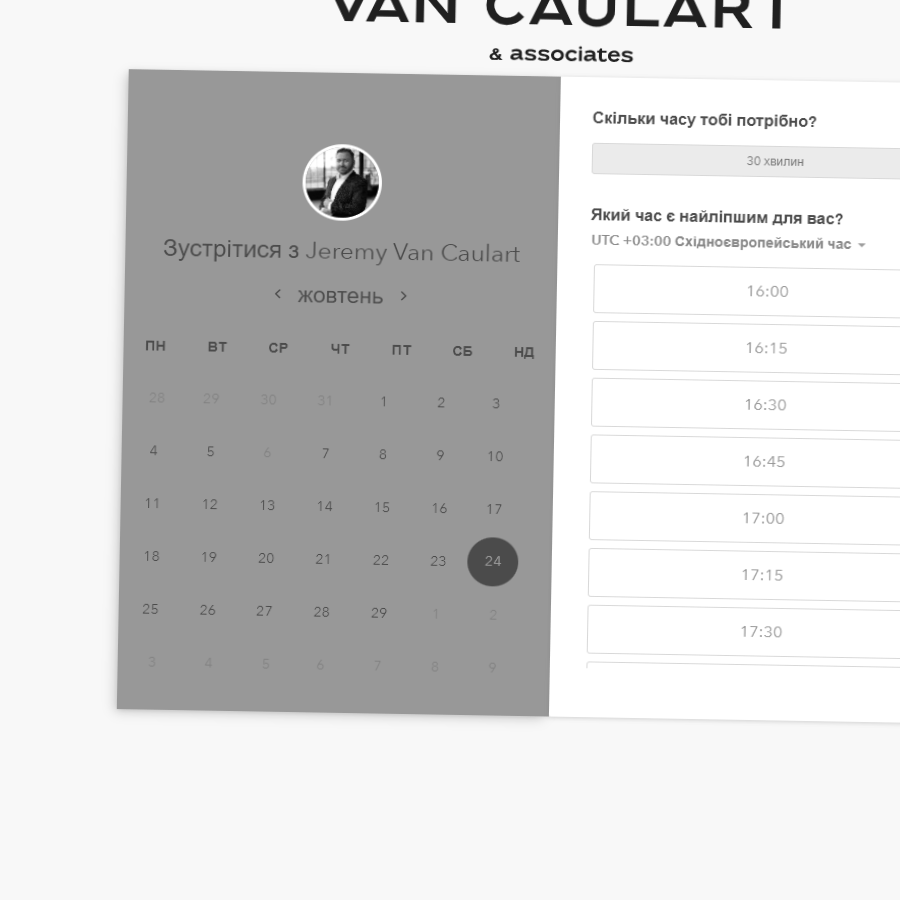 VAN CAULART
& associates
Зустрітися з Jeremy Van Caulart
жовтень
ПН ВТ СР ЧТ ПТ СБ НД
28 29 30 31 1 2 3
4 5 6 7 8 9 10
11 12 13 14 15 16 17
18 19 20 21 22 23 24
25 26 27 28 29 1 2
3 4 5 6 7 8 9
Скільки часу тобі потрібно?
30 хвилин
Який час є найліпшим для вас?
UTC +03:00 Східноєвропейський час
16:00
16:15
16:30
16:45
17:00
17:15
17:30